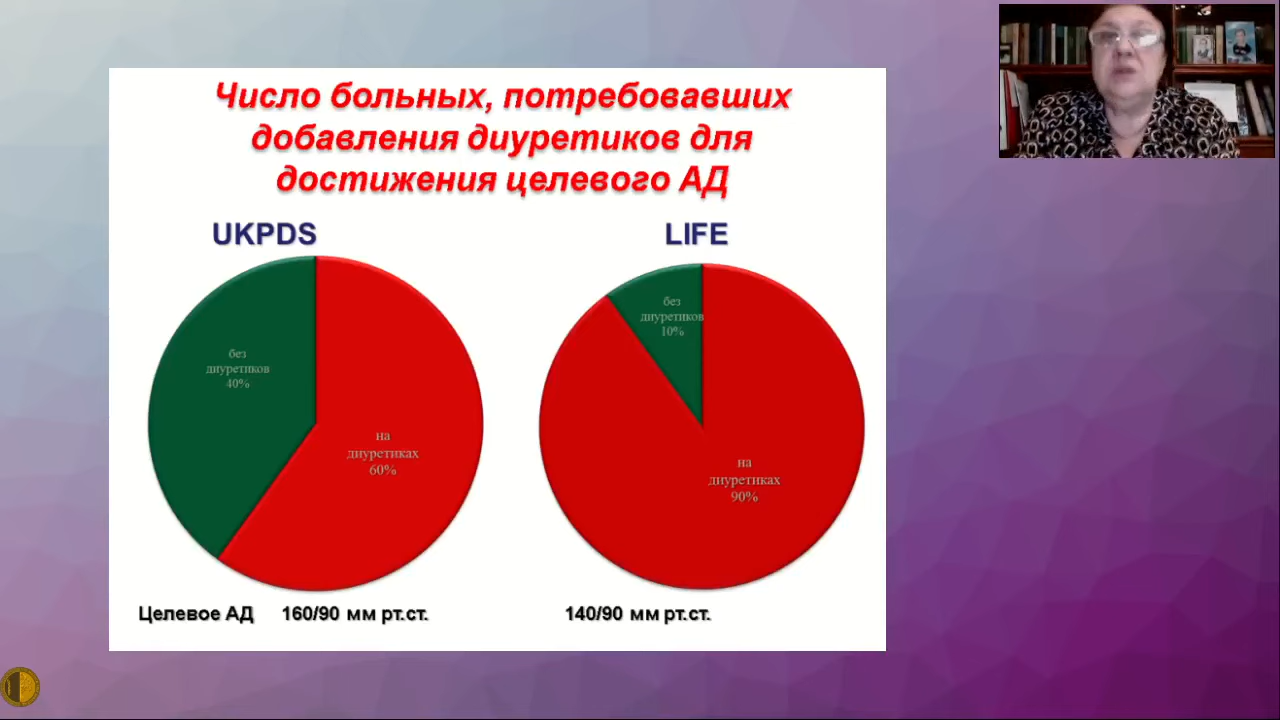 Число больных, потребовавших
добавления диуретиков для
достижения целевого АД
UKPDS
LIFE
без
диуретиков
40%
на
диуретиках
60%
без
диуретиков
10%
на
диуретиках
90%
Целевое АД 160/90 мм рт.ст.
140/90 мм рт.ст.